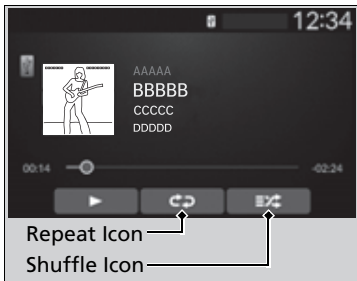 12:34
AAAAA
BBBBB
CCCCC
DDDDD
00:14
-02:24
Repeat Icon
Shuffle Icon